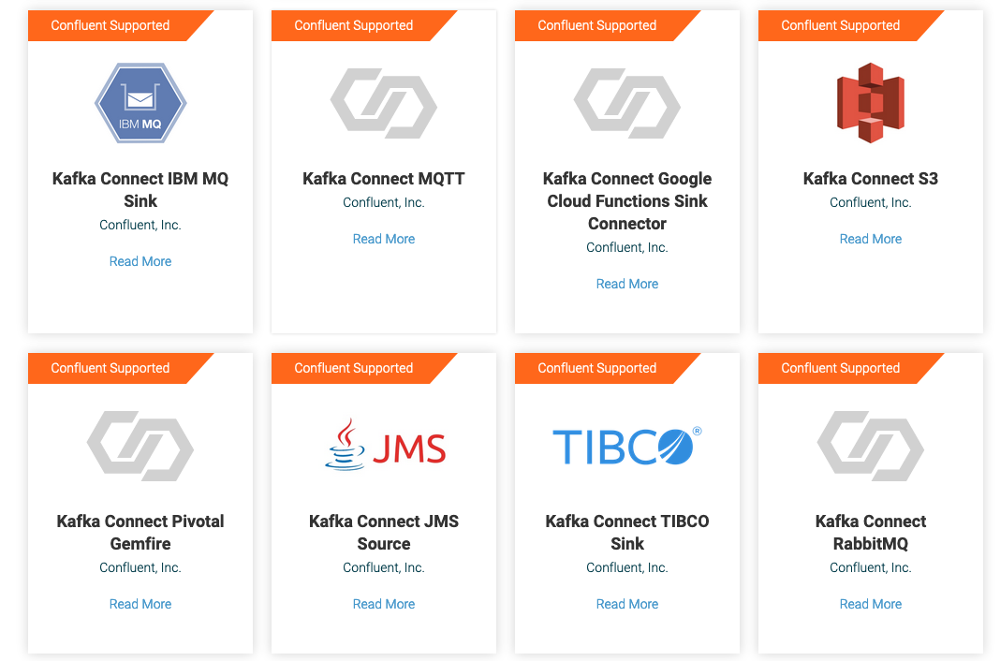 Confluent Supported
IBM MQ
Kafka Connect IBM MQ
Sink
Confluent, Inc.
Read More
Confluent Supported
Kafka Connect MQTT
Confluent, Inc.
Read More
Confluent Supported
Kafka Connect Google
Cloud Functions Sink
Connector
Confluent, Inc.
Read More
Confluent Supported
Kafka Connect S3
Confluent, Inc.
Read More
Confluent Supported
Kafka Connect Pivotal
Gemfire
Confluent, Inc.
Read More
Confluent Supported
JMS
Kafka Connect JMS
Source
Confluent, Inc.
Read More
Confluent Supported
TIBCO®
Kafka Connect TIBCO
Sink
Confluent, Inc.
Read More
Confluent Supported
Kafka Connect
RabbitMQ
Confluent, Inc.
Read More